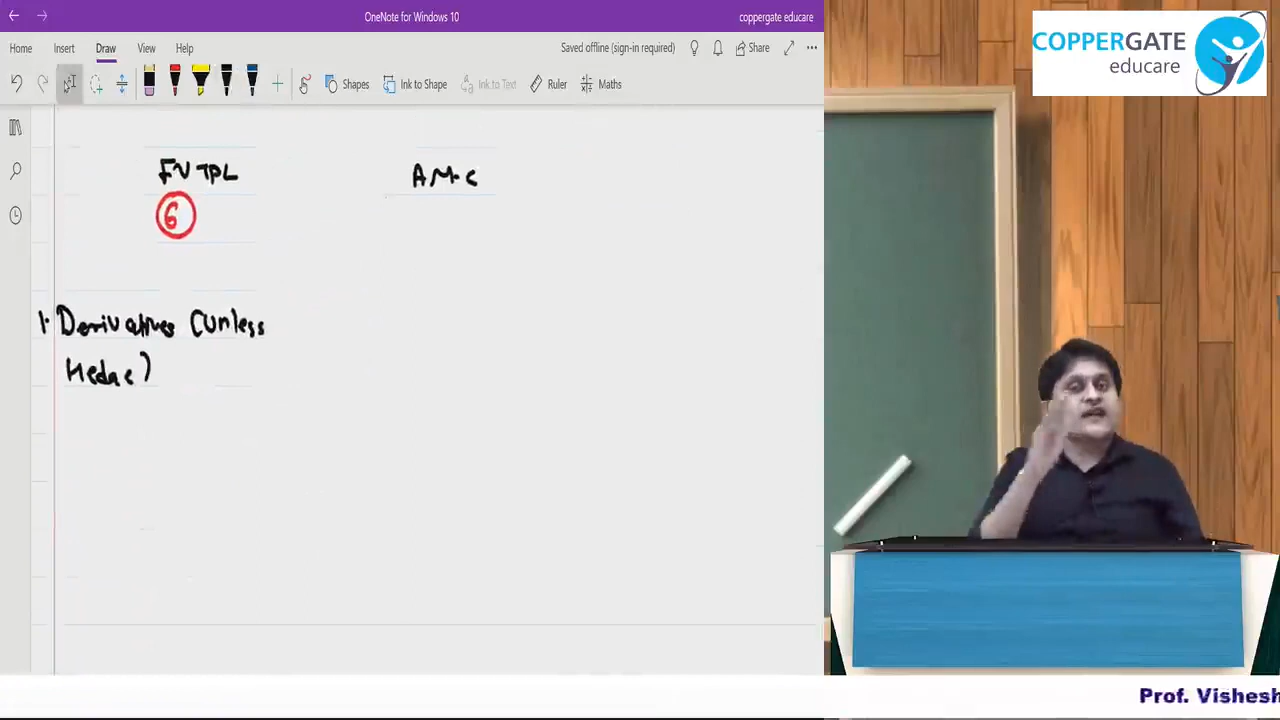 OneNote for Windows 10
coppergate educare
Home Insert Draw View Help
Saved offline (sign-in required)
Share
Shapes
Ink to Shape
Ink to Text
Ruler
Maths
FVTPL
6
AMC
1. Derivatives (unless
Hedge)
COPPERGATE
educare
Prof. Vishesh